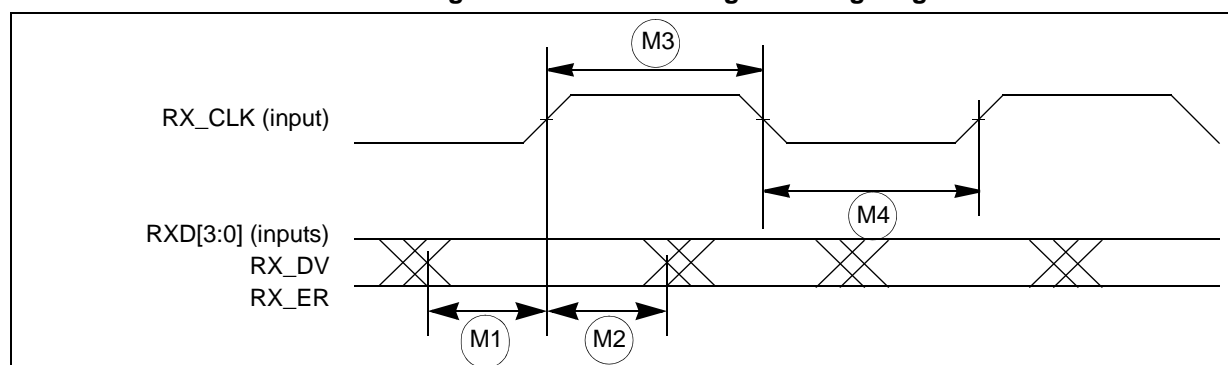 M3
RX_CLK (input)
M4
RXD[3:0] (inputs)
RX_DV
RX_ER
M1
M2